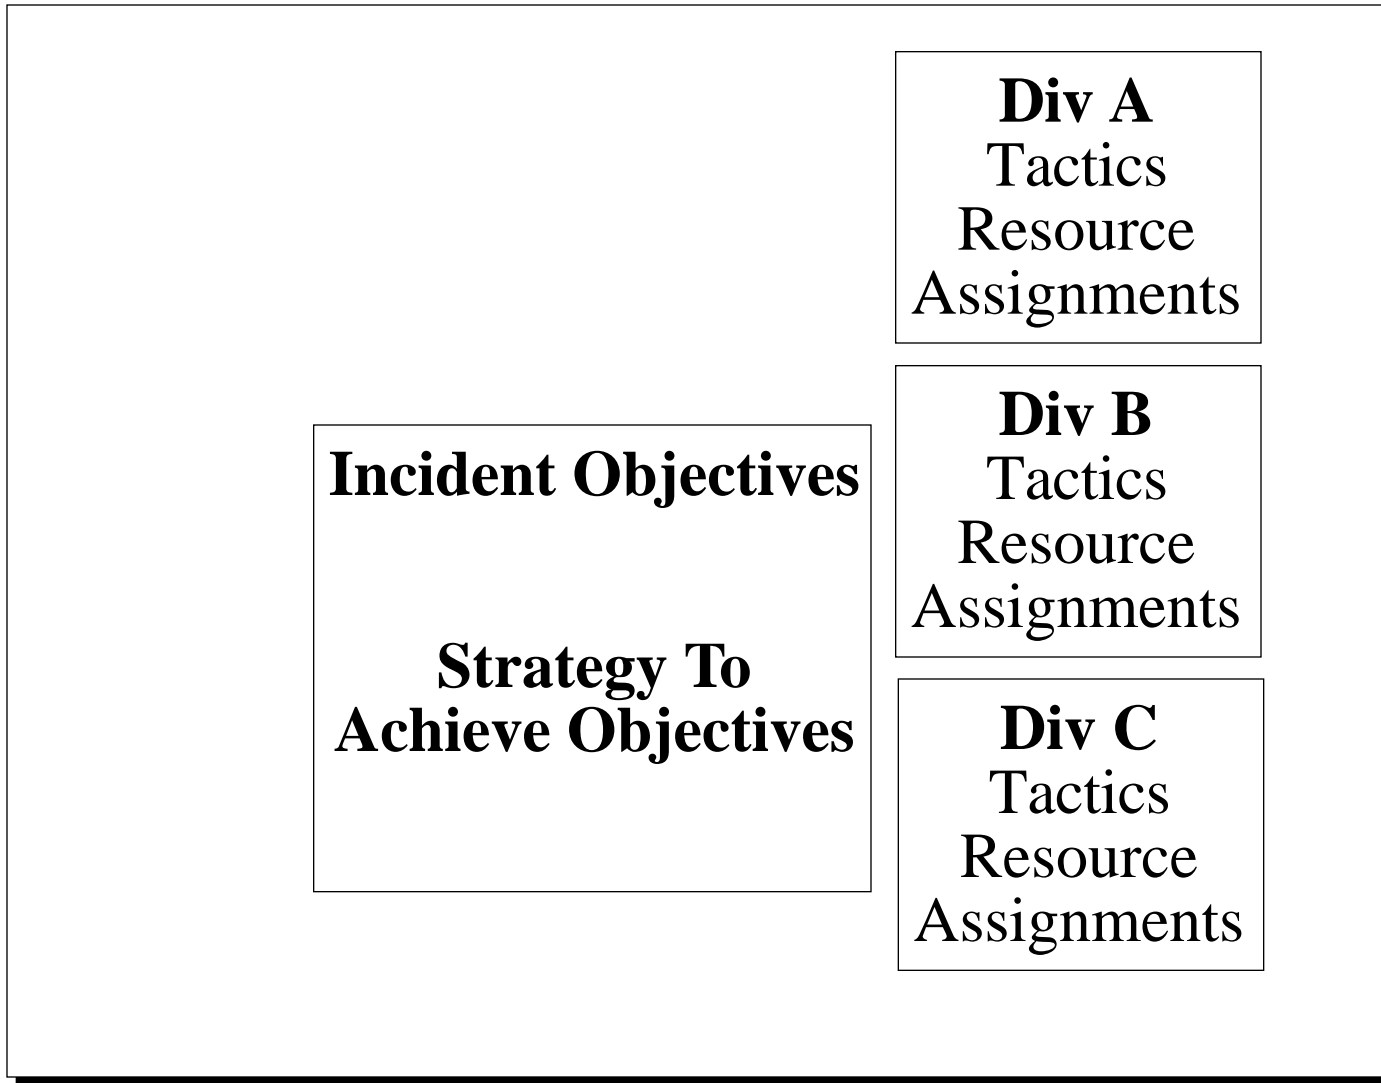 Incident Objectives
Strategy To
Achieve Objectives
Div A
Tactics
Resource
Assignments
Div B
Tactics
Resource
Assignments
Div C
Tactics
Resource
Assignments